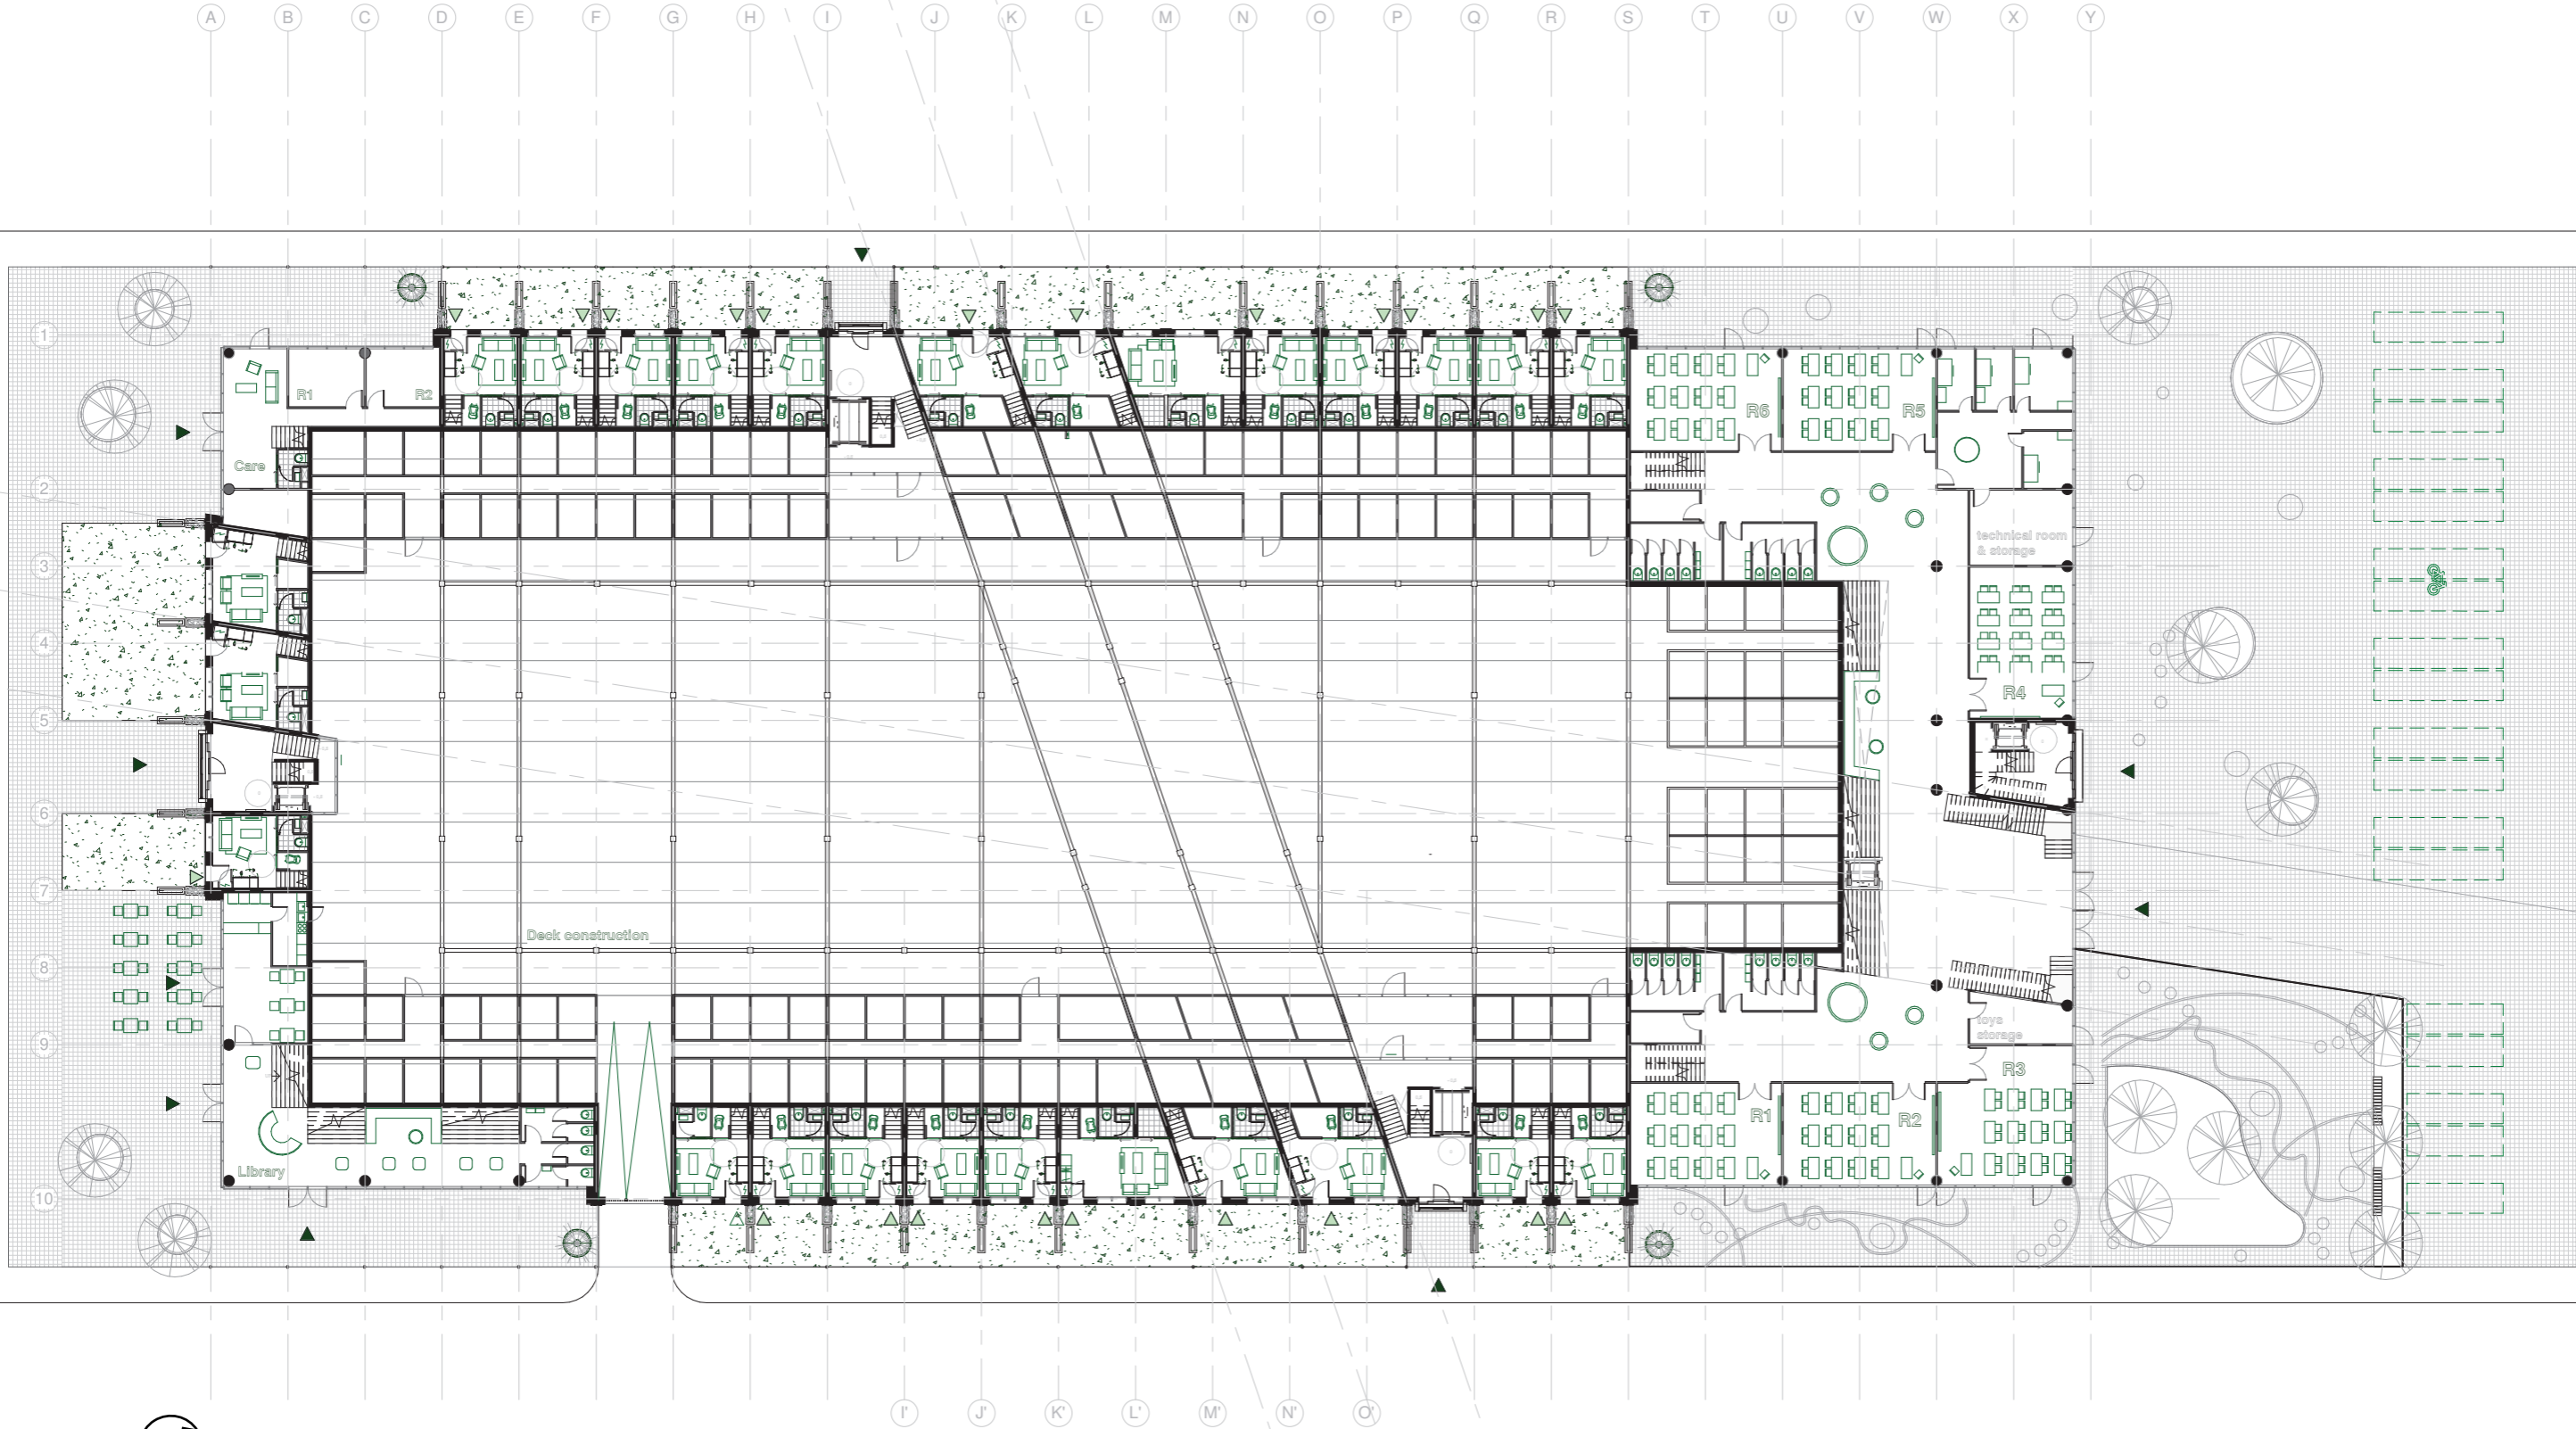 A B C D E F G H I J K L M N O P Q R S T U V W X Y
1
R1 R2
R6 R5
Care
2
technical room
& storage
3
4
R4
5
6
7
Deck construction
8
toys
storage
9
R3
R1 R2
Library
10
I' J' K' L' M' N' O'